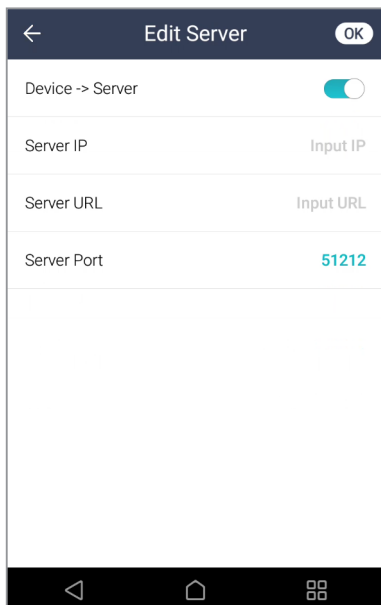 Edit Server
OK
Device -> Server
Server IP Input IP
Server URL Input URL
Server Port 51212